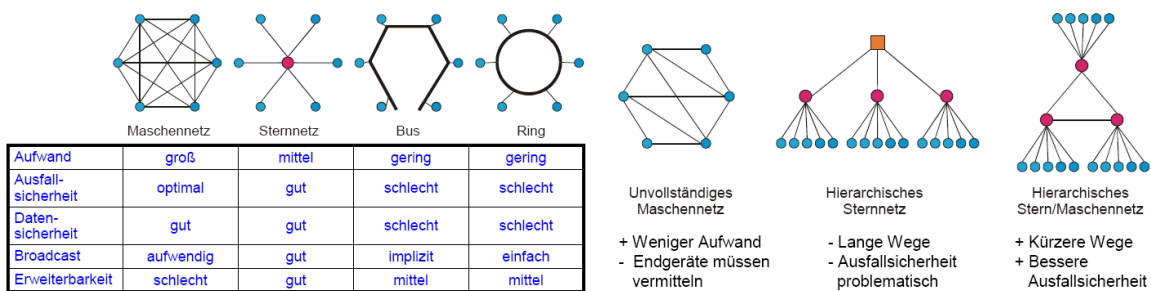 Maschennetz Sternnetz Bus Ring
Aufwand groß mittel gering gering
Ausfall-
sicherheit optimal gut schlecht schlecht
Daten-
sicherheit gut gut schlecht schlecht
Broadcast aufwendig gut implizit einfach
Erweiterbarkeit schlecht gut mittel mittel
Unvollständiges
Maschennetz
+ Weniger Aufwand
- Endgeräte müssen
vermitteln
Hierarchisches
Sternnetz
- Lange Wege
- Ausfallsicherheit
problematisch
Hierarchisches
Stern/Maschennetz
+ Kürzere Wege
+ Bessere
Ausfallsicherheit